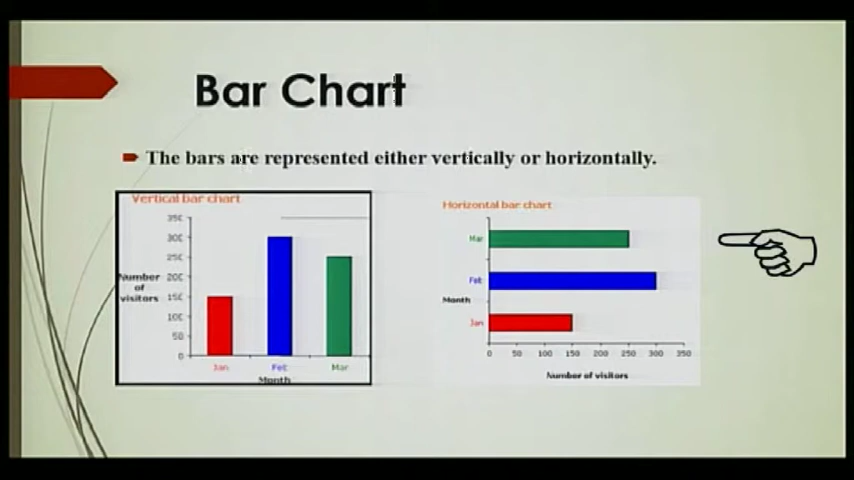 Bar Chart
The bars are represented either vertically or horizontally.
Vertical bar chart
350
300
250
200
150
100
50
0
Number
of
visitors
Jan Feb Mar
Month
Horizontal bar chart
Mar
Feb
Month
Jan
0 50 100 150 200 250 300 350
Number of visitors